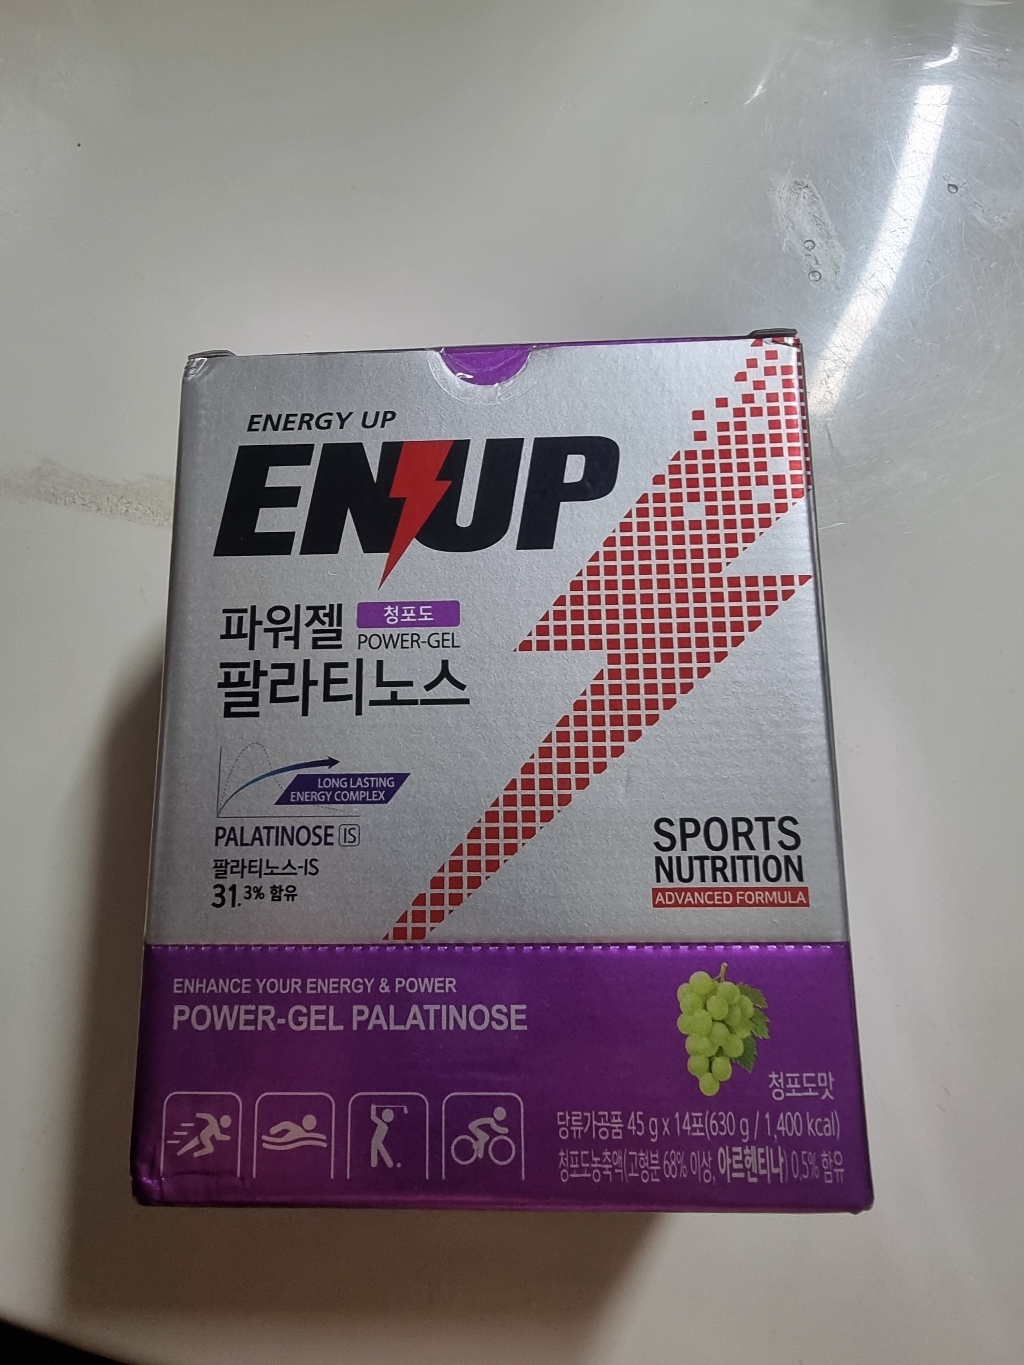 ENERGY UP
ENUP
파워젤 청포도
POWER-GEL
팔라티노스
LONG LASTING
ENERGY COMPLEX
PALATINOSE IS
팔라티노스-IS
31.3% 함유
SPORTS
NUTRITION
ADVANCED FORMULA
ENHANCE YOUR ENERGY & POWER
POWER-GEL PALATINOSE
청포도맛
당류가공품 45 g x 14포(630 g / 1,400 kcal)
청포도농축액(고형분 68% 이상, 아르헨티나) 0.5% 함유